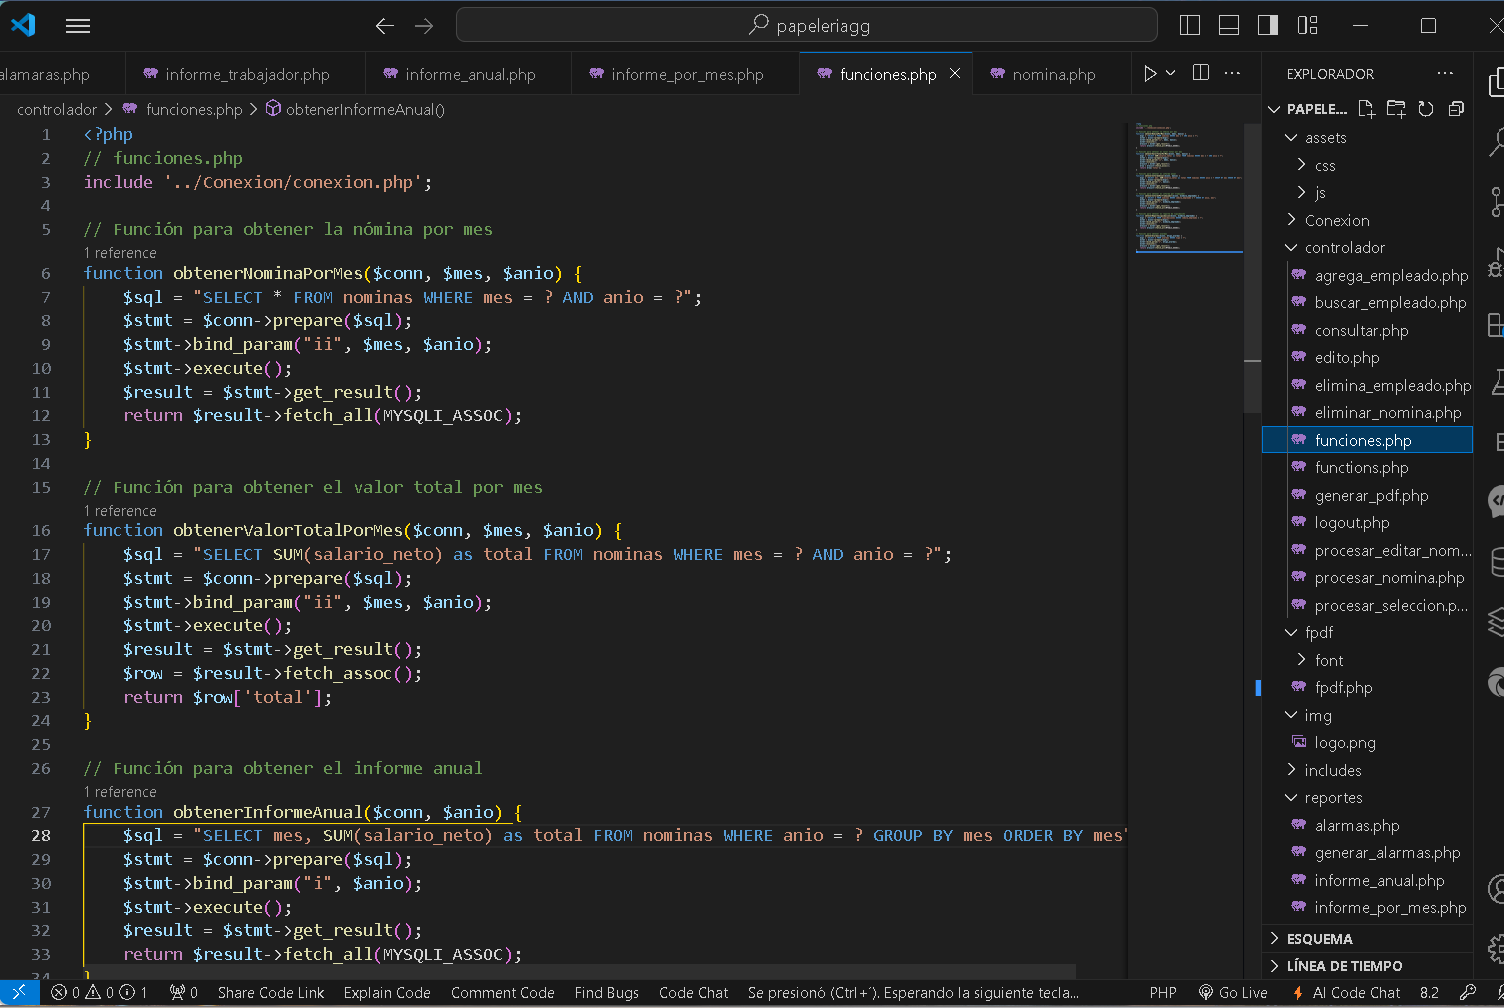 papeleriagg
alamaras.php
informe_trabajador.php
informe_anual.php
informe_por_mes.php
funciones.php
nomina.php
controlador > funciones.php > obtenerInformeAnual()
1 <?php
2 // funciones.php
3 include '../Conexion/conexion.php';
4
5 // Función para obtener la nómina por mes
1 reference
6 function obtenerNominaPorMes($conn, $mes, $anio) {
7 $sql = "SELECT * FROM nominas WHERE mes = ? AND anio = ?";
8 $stmt = $conn->prepare($sql);
9 $stmt->bind_param("ii", $mes, $anio);
10 $stmt->execute();
11 $result = $stmt->get_result();
12 return $result->fetch_all(MYSQLI_ASSOC);
13 }
14
15 // Función para obtener el valor total por mes
1 reference
16 function obtenerValorTotalPorMes($conn, $mes, $anio) {
17 $sql = "SELECT SUM(salario_neto) as total FROM nominas WHERE mes = ? AND anio = ?";
18 $stmt = $conn->prepare($sql);
19 $stmt->bind_param("ii", $mes, $anio);
20 $stmt->execute();
21 $result = $stmt->get_result();
22 $row = $result->fetch_assoc();
23 return $row['total'];
24 }
25
26 // Función para obtener el informe anual
1 reference
27 function obtenerInformeAnual($conn, $anio) {
28 $sql = "SELECT mes, SUM(salario_neto) as total FROM nominas WHERE anio = ? GROUP BY mes ORDER BY mes"
29 $stmt = $conn->prepare($sql);
30 $stmt->bind_param("i", $anio);
31 $stmt->execute();
32 $result = $stmt->get_result();
33 return $result->fetch_all(MYSQLI_ASSOC);
34 }
EXPLORADOR
PAPELE...
assets
css
js
Conexion
controlador
agrega_empleado.php
buscar_empleado.php
consultar.php
edito.php
elimina_empleado.php
eliminar_nomina.php
funciones.php
functions.php
generar_pdf.php
logout.php
procesar_editar_nom...
procesar_nomina.php
procesar_seleccion.p...
fpdf
font
fpdf.php
img
logo.png
includes
reportes
alarmas.php
generar_alarmas.php
informe_anual.php
informe_por_mes.php
ESQUEMA
LÍNEA DE TIEMPO
0 0 1 0 Share Code Link Explain Code Comment Code Find Bugs Code Chat Se presionó (Ctrl+´). Esperando la siguiente tecla... PHP Go Live AI Code Chat 8.2